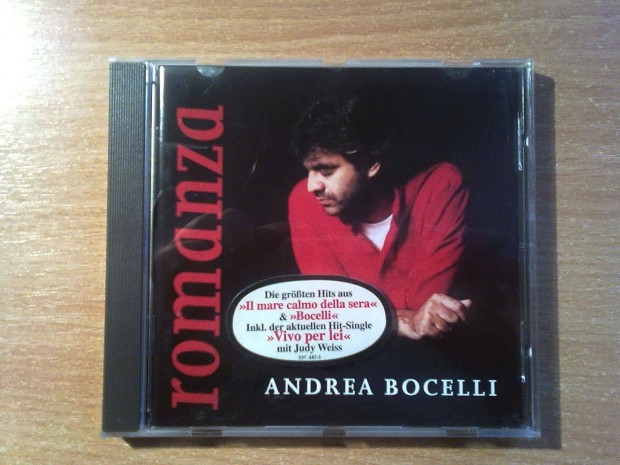 romanza
Die größten Hits aus
»Il mare calmo della sera«
& »Bocelli«
Inkl. der aktuellen Hit-Single
»Vivo per lei«
mit Judy Weiss
ANDREA BOCELLI